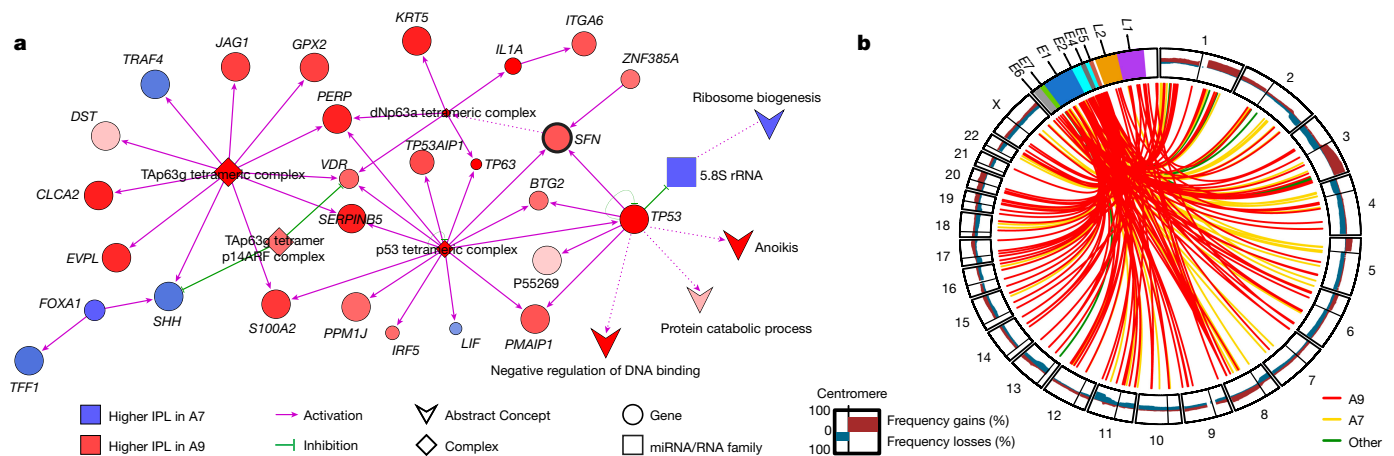 a
KRT5
ITGA6
IL1A
JAG1
GPX2
TRAF4
ZNF385A
PERP
dNp63a tetrameric complex
Ribosome biogenesis
DST
SFN
TP53AIP1
VDR
TP63
TAp63g tetrameric complex
5.8S rRNA
CLCA2
BTG2
SERPINB5
TP53
TAp63g tetramer
p14ARF complex
p53 tetrameric complex
Anoikis
EVPL
P55269
FOXA1
SHH
S100A2
PPM1J
IRF5
LIF
PMAIP1
Protein catabolic process
TFF1
Negative regulation of DNA binding
Higher IPL in A7
Activation
Abstract Concept
Gene
Higher IPL in A9
Inhibition
Complex
miRNA/RNA family
b
E6
E7
E1
E2
E4
E5
L2
L1
1
2
3
4
5
6
7
8
9
10
11
12
13
14
15
16
17
18
19
20
21
22
X
Centromere
100
0
100
Frequency gains (%)
Frequency losses (%)
A9
A7
Other